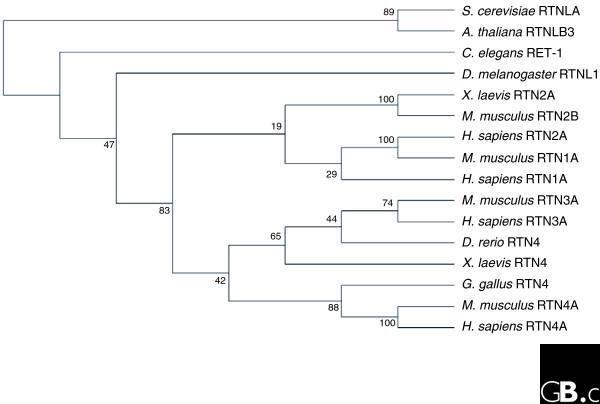 89
S. cerevisiae RTNLA
A. thaliana RTNLB3
C. elegans RET-1
D. melanogaster RTNL1
47
X. laevis RTN2A
100
M. musculus RTN2B
19
H. sapiens RTN2A
100
M. musculus RTN1A
29
H. sapiens RTN1A
83
M. musculus RTN3A
74
H. sapiens RTN3A
44
D. rerio RTN4
65
X. laevis RTN4
42
G. gallus RTN4
88
M. musculus RTN4A
100
H. sapiens RTN4A
GB.c